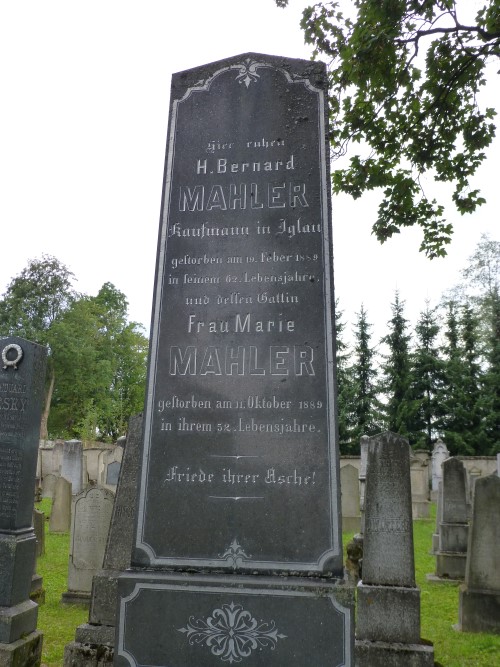 Hier ruhen
H. Bernard
MAHLER
Kaufmann in Iglau
gestorben am 18. Feber 1889
in seinem 62. Lebensjahre,
und dessen Gattin
Frau Marie
MAHLER
gestorben am 11. Oktober 1889
in ihrem 52. Lebensjahre.
Friede ihrer Asche!